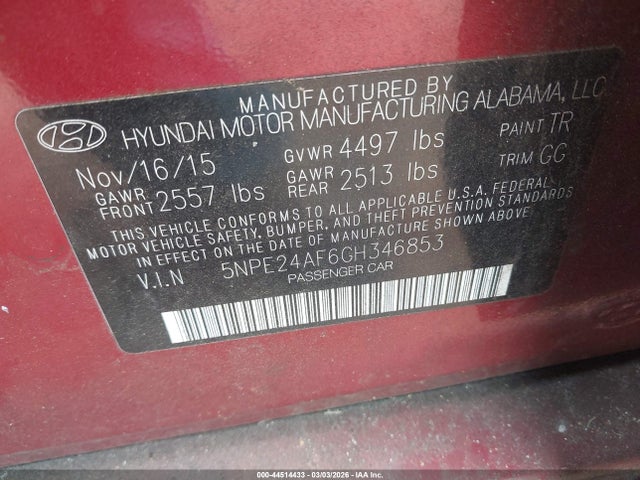 MANUFACTURED BY
HYUNDAI MOTOR MANUFACTURING ALABAMA, LLC
Nov/16/15 GVWR 4497 lbs PAINT TR
GAWR FRONT 2557 lbs GAWR REAR 2513 lbs TRIM GG
THIS VEHICLE CONFORMS TO ALL APPLICABLE U.S.A. FEDERAL
MOTOR VEHICLE SAFETY, BUMPER, AND THEFT PREVENTION STANDARDS
IN EFFECT ON THE DATE OF MANUFACTURE SHOWN ABOVE
V.I.N 5NPE24AF6GH346853
PASSENGER CAR
000-44514433 - 03/03/2026 - IAA Inc.